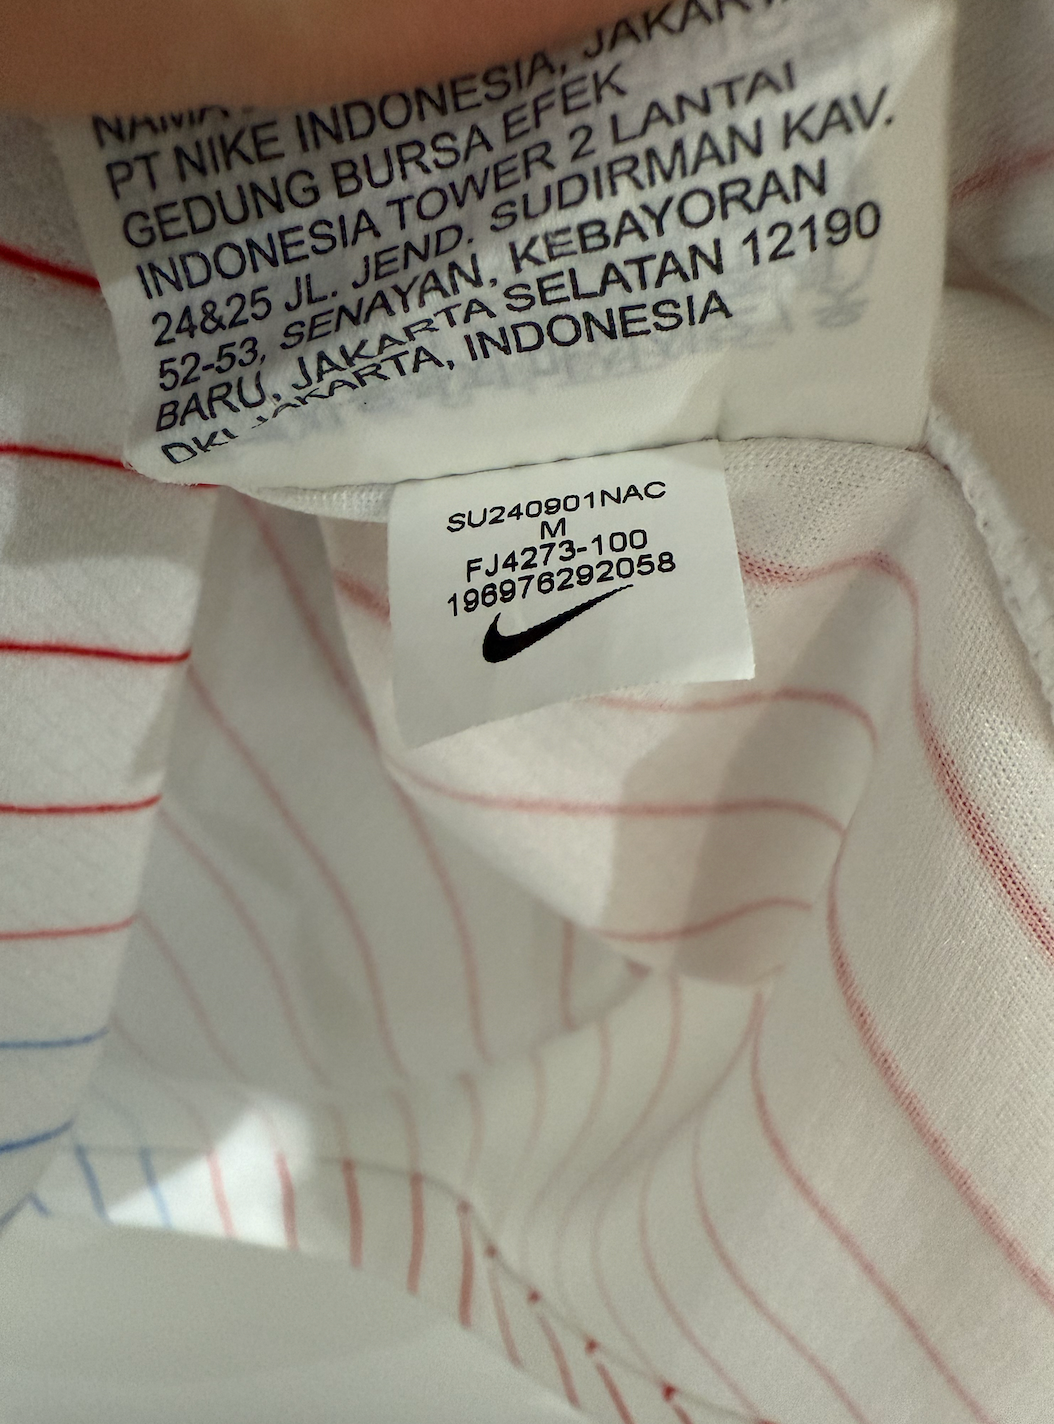 PT NIKE INDONESIA, JAKARTA
GEDUNG BURSA EFEK
INDONESIA TOWER 2 LANTAI
24&25 JL. JEND. SUDIRMAN KAV.
52-53, SENAYAN, KEBAYORAN
BARU, JAKARTA SELATAN 12190
DKI JAKARTA, INDONESIA
SU240901NAC
M
FJ4273-100
196976292058